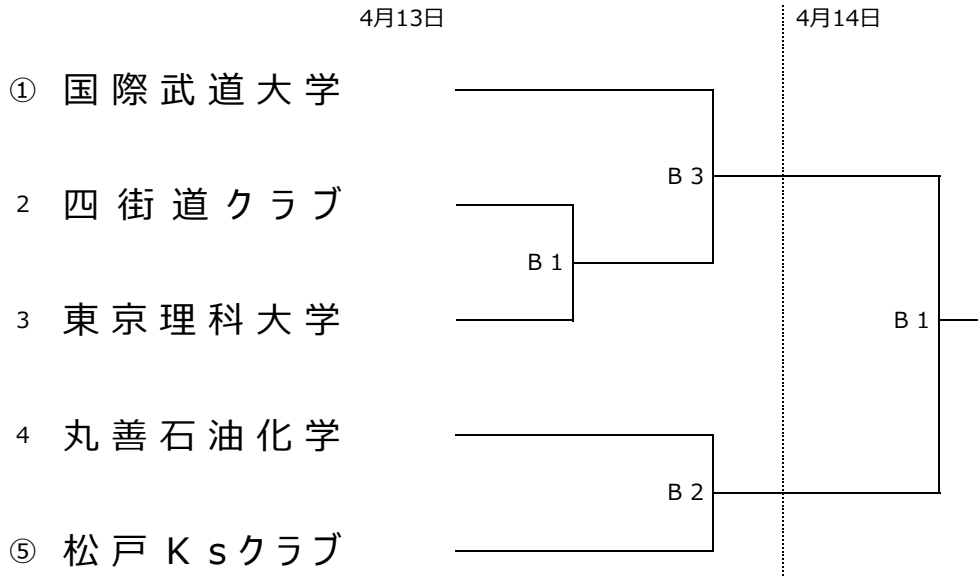 4月13日 4月14日
① 国際武道大学
B 3
2 四街道クラブ
B 1
3 東京理科大学
B 1
4 丸善石油化学
B 2
⑤ 松戸Ksクラブ